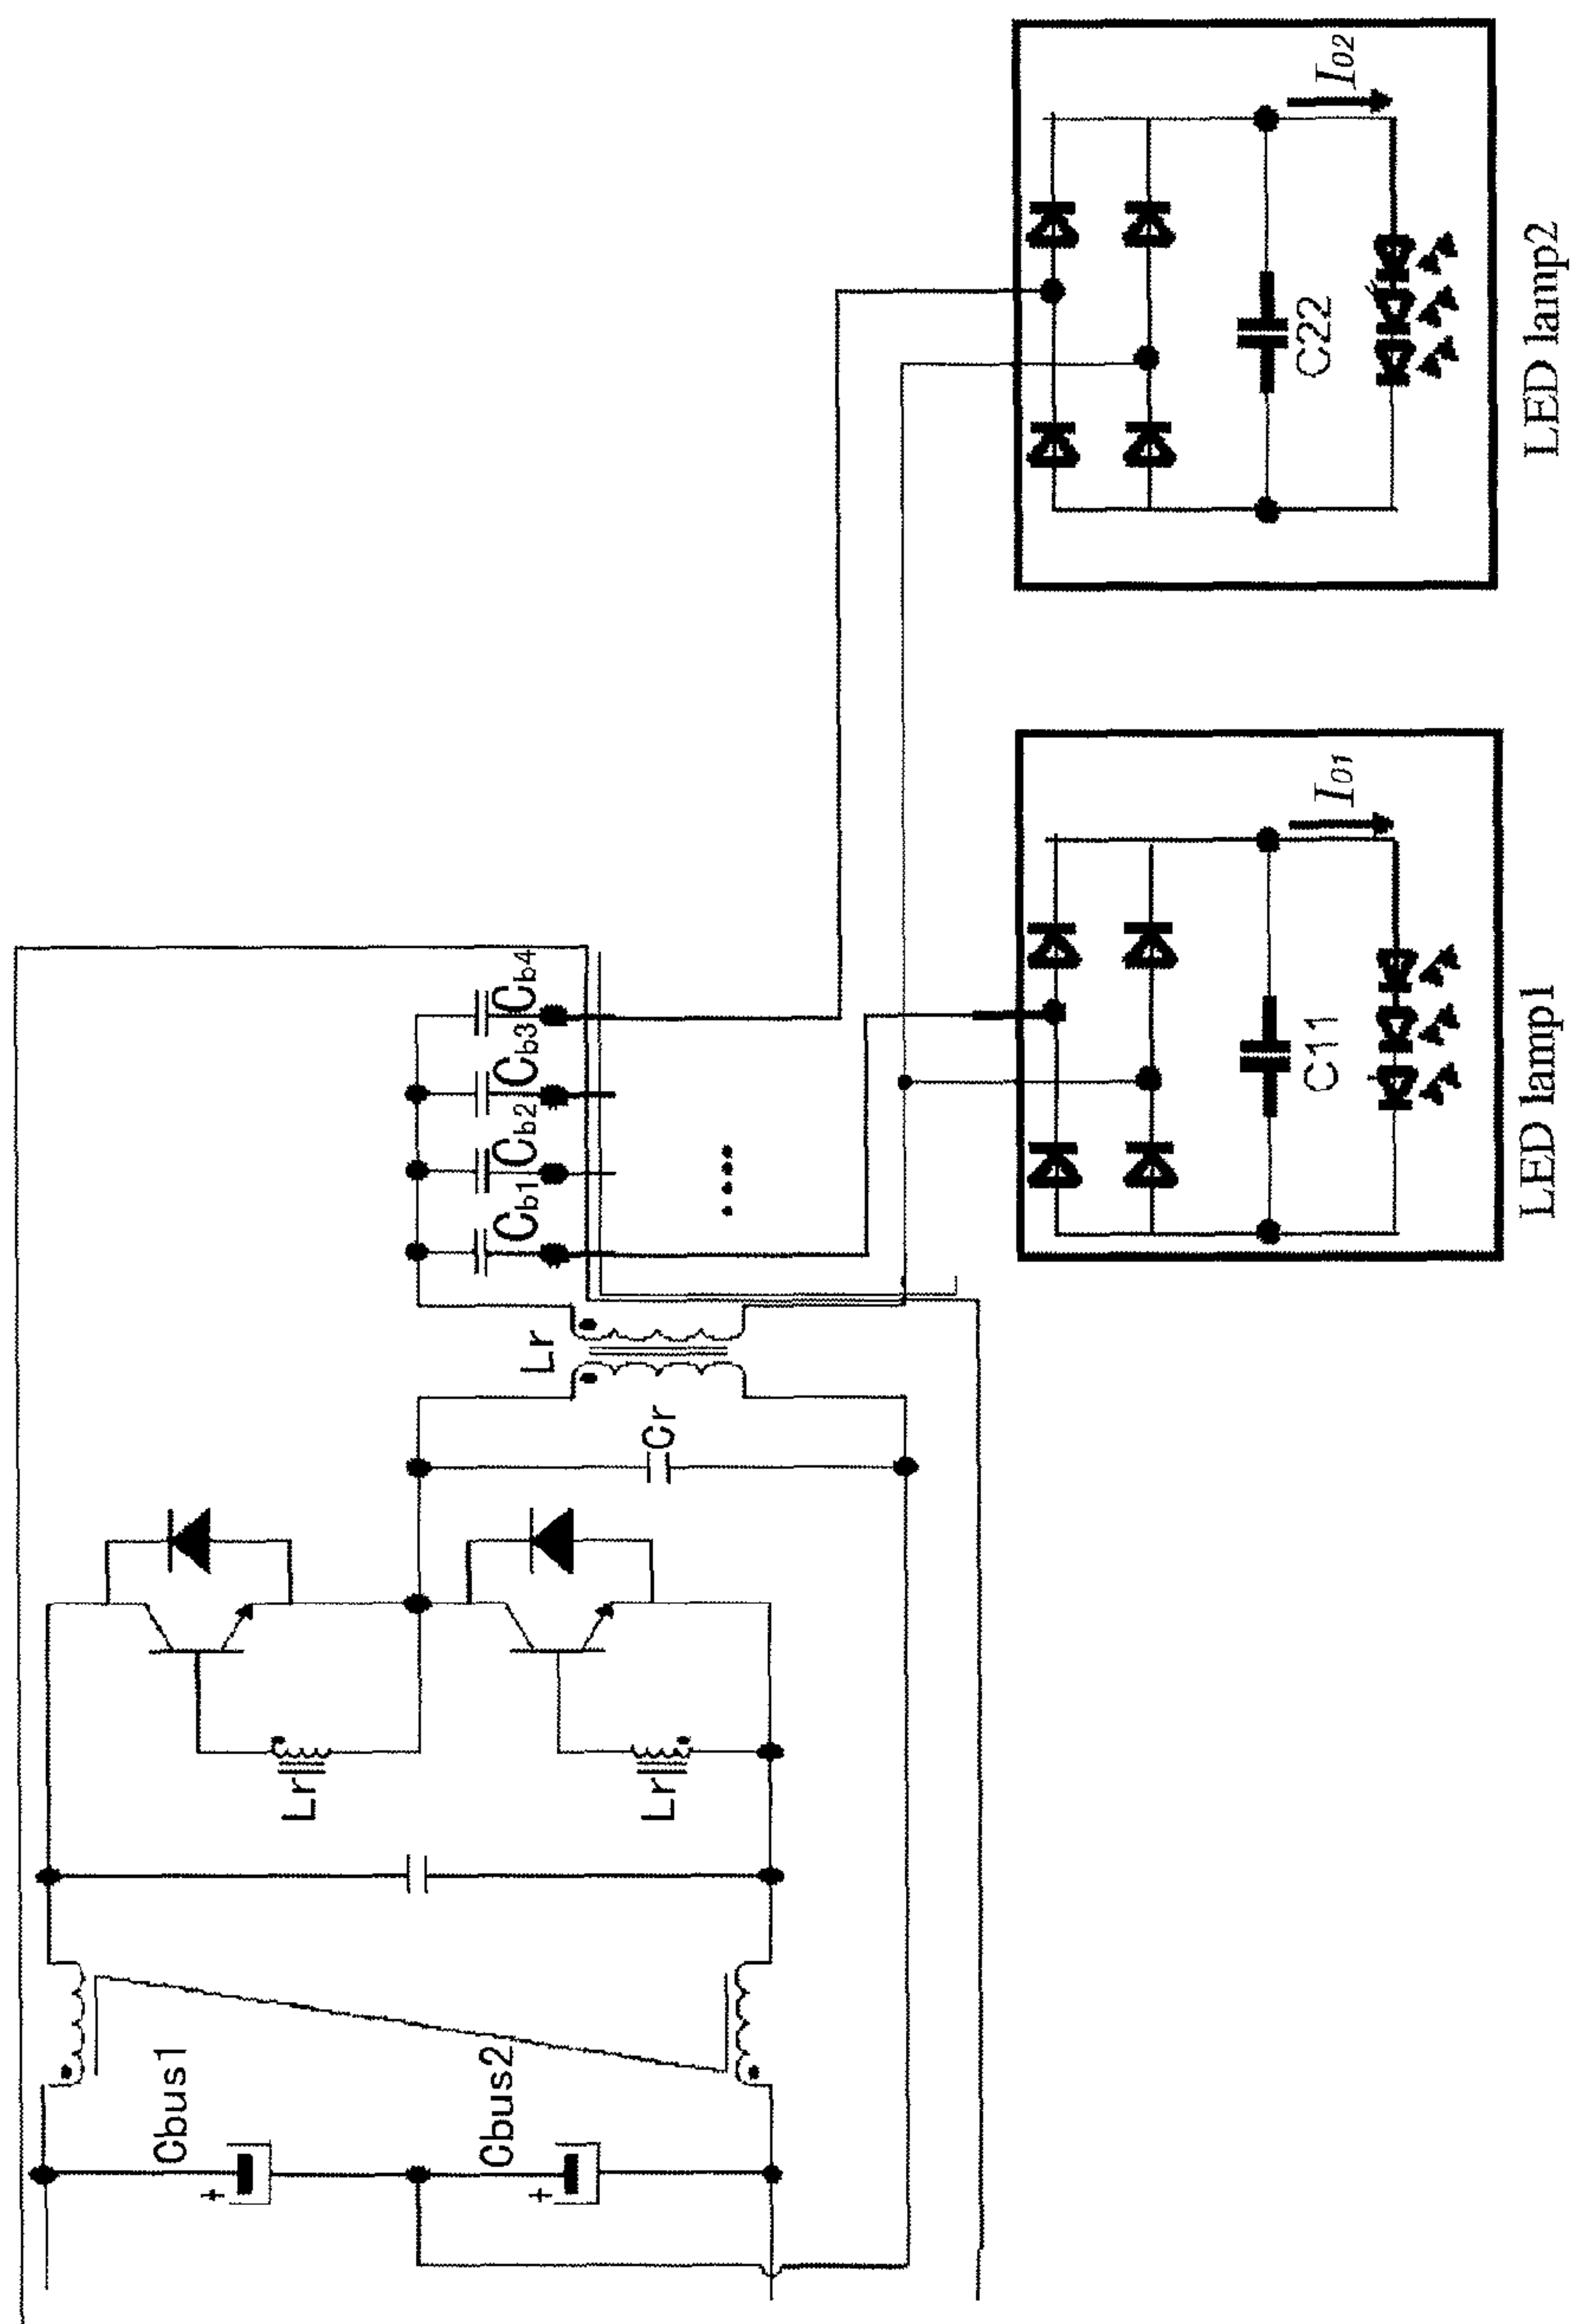 Cbus1
+
Cbus2
+
Lr
Lr
Cr
Lr
Cb1
Cb2
Cb3
Cb4
C11
I01
LED lamp1
C22
I02
LED lamp2